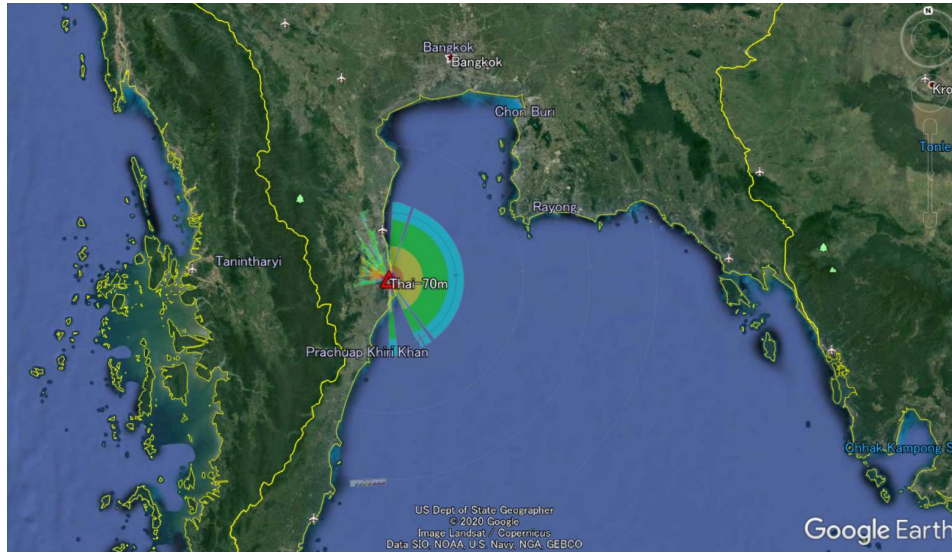 N
Bangkok
Bangkok
Kro
Chon Buri
Tonle
Rayong
Tanintharyi
Thai-70m
Prachuap Khiri Khan
Chhak Kampong S
US Dept of State Geographer
© 2020 Google
Image Landsat / Copernicus
Data SIO, NOAA, U.S. Navy, NGA, GEBCO
Google Earth